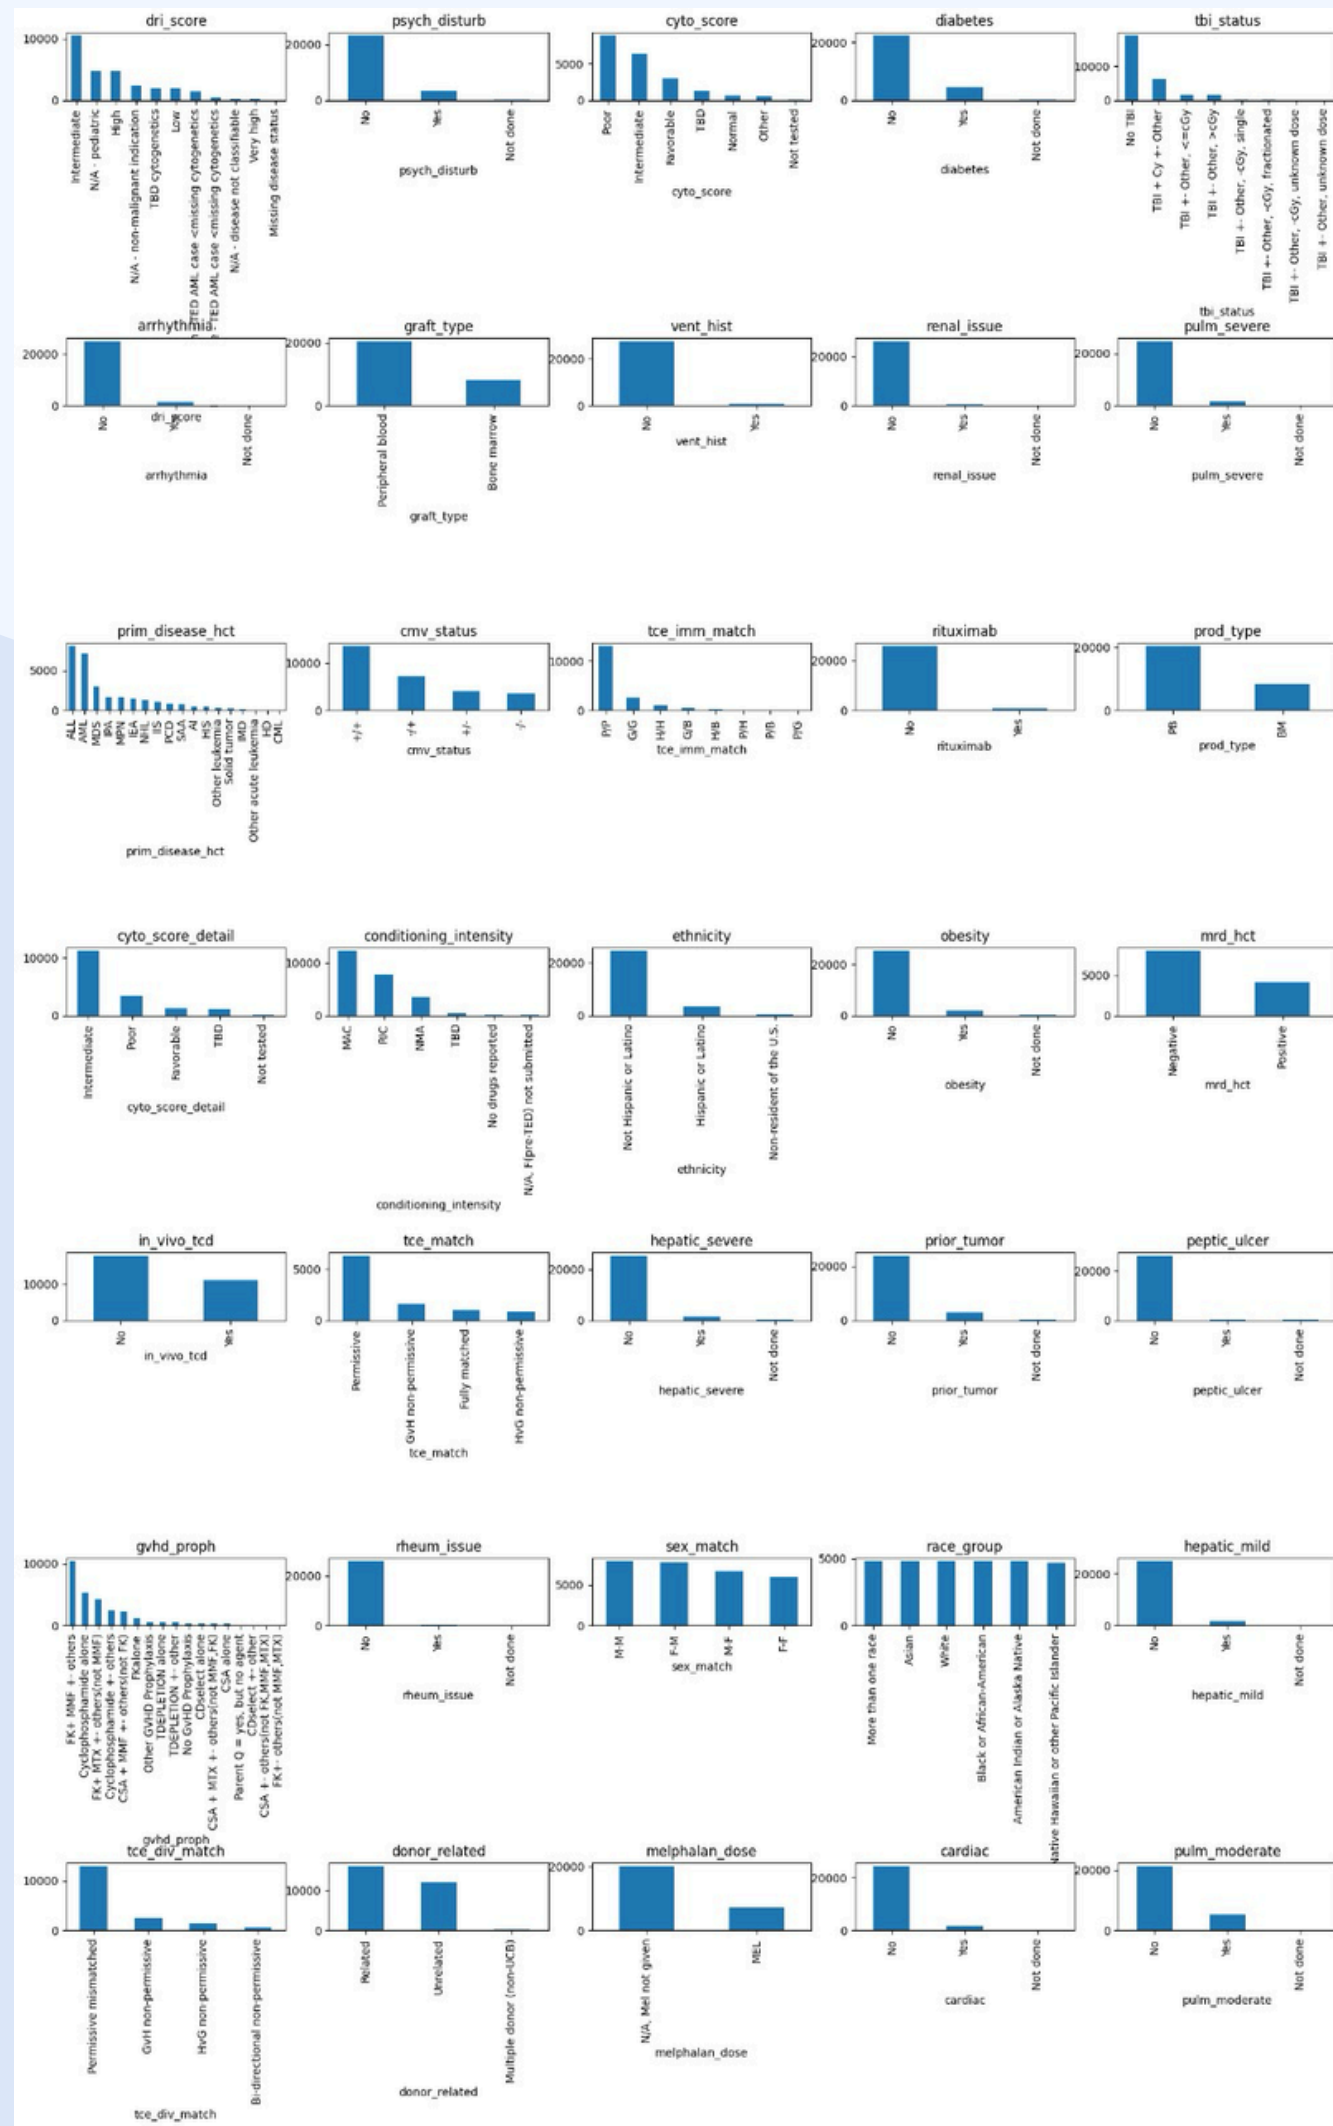 dri_score
10000
0
Intermediate
N/A - pediatric
High
N/A - non-malignant indication
TBD cytogenetics
Low
TED AML case <missing cytogenetics
TED AML case <missing cytogenetics
N/A - disease not classifiable
Very high
Missing disease status
dri_score
psych_disturb
20000
0
No
Yes
Not done
psych_disturb
cyto_score
5000
0
Poor
Intermediate
Favorable
TBD
Normal
Other
Not tested
cyto_score
diabetes
20000
0
No
Yes
Not done
diabetes
tbi_status
10000
0
No TBI
TBI + Cy +- Other
TBI +- Other, <=cGy
TBI +- Other, >cGy
TBI +- Other, -cGy, single
TBI +- Other, -cGy, fractionated
TBI +- Other, -cGy, unknown dose
TBI +- Other, unknown dose
tbi_status
arrhythmia
20000
0
No
Yes
Not done
arrhythmia
graft_type
20000
0
Peripheral blood
Bone marrow
graft_type
vent_hist
20000
0
No
Yes
vent_hist
renal_issue
20000
0
No
Yes
Not done
renal_issue
pulm_severe
20000
0
No
Yes
Not done
pulm_severe
prim_disease_hct
5000
0
ALL
AML
MDS
IPA
MPN
IEA
NHL
IIS
PCD
SAA
AI
HIS
Other leukemia
Solid tumor
IMD
Other acute leukemia
HD
CML
prim_disease_hct
cmv_status
10000
0
+/+
-/+
+/-
-/-
cmv_status
tce_imm_match
10000
0
P/P
G/G
H/H
G/B
H/B
P/H
P/B
P/G
tce_imm_match
rituximab
20000
0
No
Yes
rituximab
prod_type
20000
0
PB
BM
prod_type
cyto_score_detail
10000
0
Intermediate
Poor
Favorable
TBD
Not tested
cyto_score_detail
conditioning_intensity
10000
0
MAC
RIC
NMA
TBD
No drugs reported
N/A, F(pre-TED) not submitted
conditioning_intensity
ethnicity
20000
0
Not Hispanic or Latino
Hispanic or Latino
Non-resident of the U.S.
ethnicity
obesity
20000
0
No
Yes
Not done
obesity
mrd_hct
5000
0
Negative
Positive
mrd_hct
in_vivo_tcd
10000
0
No
Yes
in_vivo_tcd
tce_match
5000
0
Permissive
GvH non-permissive
Fully matched
HvG non-permissive
tce_match
hepatic_severe
20000
0
No
Yes
Not done
hepatic_severe
prior_tumor
20000
0
No
Yes
Not done
prior_tumor
peptic_ulcer
20000
0
No
Yes
Not done
peptic_ulcer
gvhd_proph
10000
0
FK+ MMF +- others
Cyclophosphamide alone
FK+ MTX +- others(not MMF)
Cyclophosphamide +- others
CSA + MMF +- others(not FK)
FKalone
Other GVHD Prophylaxis
TDEPLETION alone
TDEPLETION +- other
No GvHD Prophylaxis
CDselect alone
CSA + MTX +- others(not MMF,FK)
CSA alone
Parent Q = yes, but no agent
CDselect +- other
CSA +- others(not FK,MMF,MTX)
FK+- others(not MMF,MTX)
gvhd_proph
rheum_issue
20000
0
No
Yes
Not done
rheum_issue
sex_match
5000
0
M-M
F-M
M-F
F-F
sex_match
race_group
5000
0
More than one race
Asian
White
Black or African-American
American Indian or Alaska Native
Native Hawaiian or other Pacific Islander
hepatic_mild
20000
0
No
Yes
Not done
hepatic_mild
tce_div_match
10000
0
Permissive mismatched
GvH non-permissive
HvG non-permissive
Bi-directional non-permissive
tce_div_match
donor_related
10000
0
Related
Unrelated
Multiple donor (non-UCB)
donor_related
melphalan_dose
20000
0
N/A, Mel not given
MEL
melphalan_dose
cardiac
20000
0
No
Yes
Not done
cardiac
pulm_moderate
20000
0
No
Yes
Not done
pulm_moderate